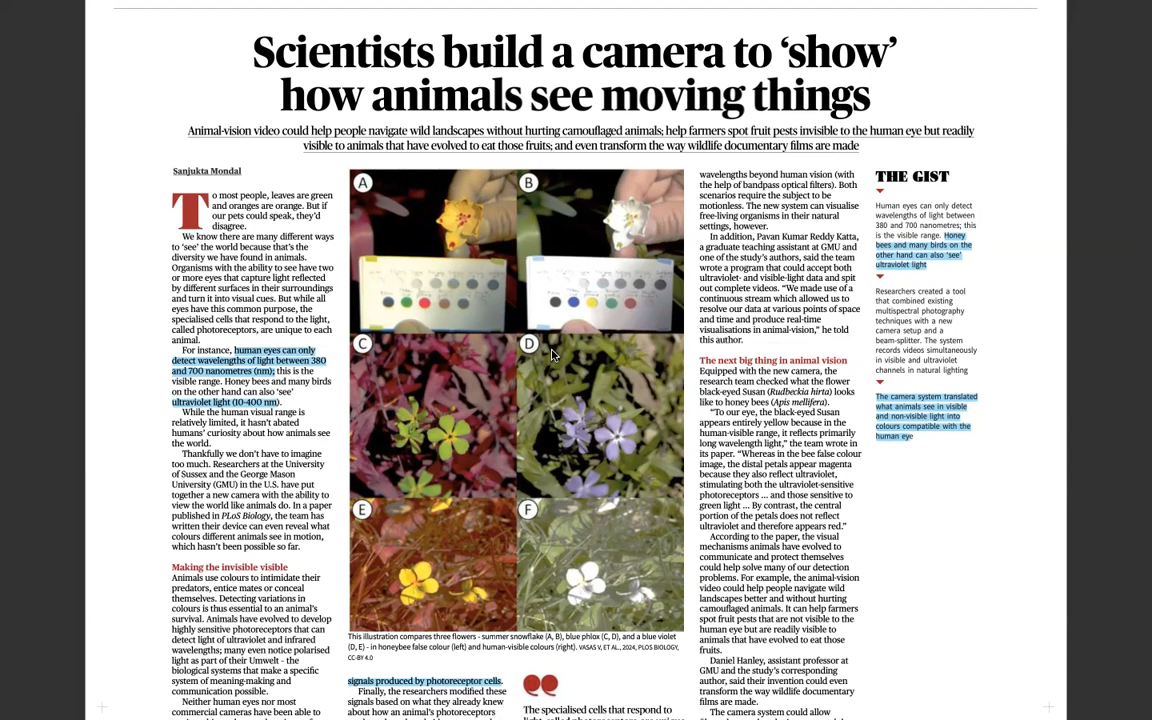 Scientists build a camera to ‘show’
how animals see moving things
Animal-vision video could help people navigate wild landscapes without hurting camouflaged animals; help farmers spot fruit pests invisible to the human eye but readily
visible to animals that have evolved to eat those fruits; and even transform the way wildlife documentary films are made
Sanjukta Mondal
To most people, leaves are green
and oranges are orange. But if
our pets could speak, they’d
disagree.
We know there are many different ways
to ‘see’ the world because that’s the
diversity we have found in animals.
Organisms with the ability to see have two
or more eyes that capture light reflected
by different surfaces in their surroundings
and turn it into visual cues. But while all
eyes have this common purpose, the
specialised cells that respond to the light,
called photoreceptors, are unique to each
animal.
For instance, human eyes can only
detect wavelengths of light between 380
and 700 nanometres (nm); this is the
visible range. Honey bees and many birds
on the other hand can also ‘see’
ultraviolet light (10-400 nm).
While the human visual range is
relatively limited, it hasn’t abated
humans’ curiosity about how animals see
the world.
Thankfully we don’t have to imagine
too much. Researchers at the University
of Sussex and the George Mason
University (GMU) in the U.S. have put
together a new camera with the ability to
view the world like animals do. In a paper
published in PLoS Biology, the team has
written their device can even reveal what
colours different animals see in motion,
which hasn’t been possible so far.
Making the invisible visible
Animals use colours to intimidate their
predators, entice mates or conceal
themselves. Detecting variations in
colours is thus essential to an animal’s
survival. Animals have evolved to develop
highly sensitive photoreceptors that can
detect light of ultraviolet and infrared
wavelengths; many even notice polarised
light as part of their Umwelt – the
biological systems that make a specific
system of meaning-making and
communication possible.
Neither human eyes nor most
commercial cameras have been able to
A
B
C
D
E
F
This illustration compares three flowers - summer snowflake (A, B), blue phlox (C, D), and a blue violet
(D, E) - in honeybee false colour (left) and human-visible colours (right). VASAS V, ET AL., 2024, PLOS BIOLOGY,
CC-BY 4.0
signals produced by photoreceptor cells.
Finally, the researchers modified these
signals based on what they already knew
about how an animal’s photoreceptors
The specialised cells that respond to
wavelengths beyond human vision (with
the help of bandpass optical filters). Both
scenarios require the subject to be
motionless. The new system can visualise
free-living organisms in their natural
settings, however.
In addition, Pavan Kumar Reddy Katta,
a graduate teaching assistant at GMU and
one of the study’s authors, said the team
wrote a program that could accept both
ultraviolet- and visible-light data and spit
out complete videos. “We made use of a
continuous stream which allowed us to
resolve our data at various points of space
and time and produce real-time
visualisations in animal-vision,” he told
this author.
The next big thing in animal vision
Equipped with the new camera, the
research team checked what the flower
black-eyed Susan (Rudbeckia hirta) looks
like to honey bees (Apis mellifera).
“To our eye, the black-eyed Susan
appears entirely yellow because in the
human-visible range, it reflects primarily
long wavelength light,” the team wrote in
its paper. “Whereas in the bee false colour
image, the distal petals appear magenta
because they also reflect ultraviolet,
stimulating both the ultraviolet-sensitive
photoreceptors ... and those sensitive to
green light ... By contrast, the central
portion of the petals does not reflect
ultraviolet and therefore appears red.”
According to the paper, the visual
mechanisms animals have evolved to
communicate and protect themselves
could help solve many of our detection
problems. For example, the animal-vision
video could help people navigate wild
landscapes better and without hurting
camouflaged animals. It can help farmers
spot fruit pests that are not visible to the
human eye but are readily visible to
animals that have evolved to eat those
fruits.
Daniel Hanley, assistant professor at
GMU and the study’s corresponding
author, said their invention could even
transform the way wildlife documentary
films are made.
The camera system could allow
THE GIST
Human eyes can only detect
wavelengths of light between
380 and 700 nanometres; this
is the visible range. Honey
bees and many birds on the
other hand can also ‘see’
ultraviolet light
Researchers created a tool
that combined existing
multispectral photography
techniques with a new
camera setup and a
beam-splitter. The system
records videos simultaneously
in visible and ultraviolet
channels in natural lighting
The camera system translated
what animals see in visible
and non-visible light into
colours compatible with the
human eye